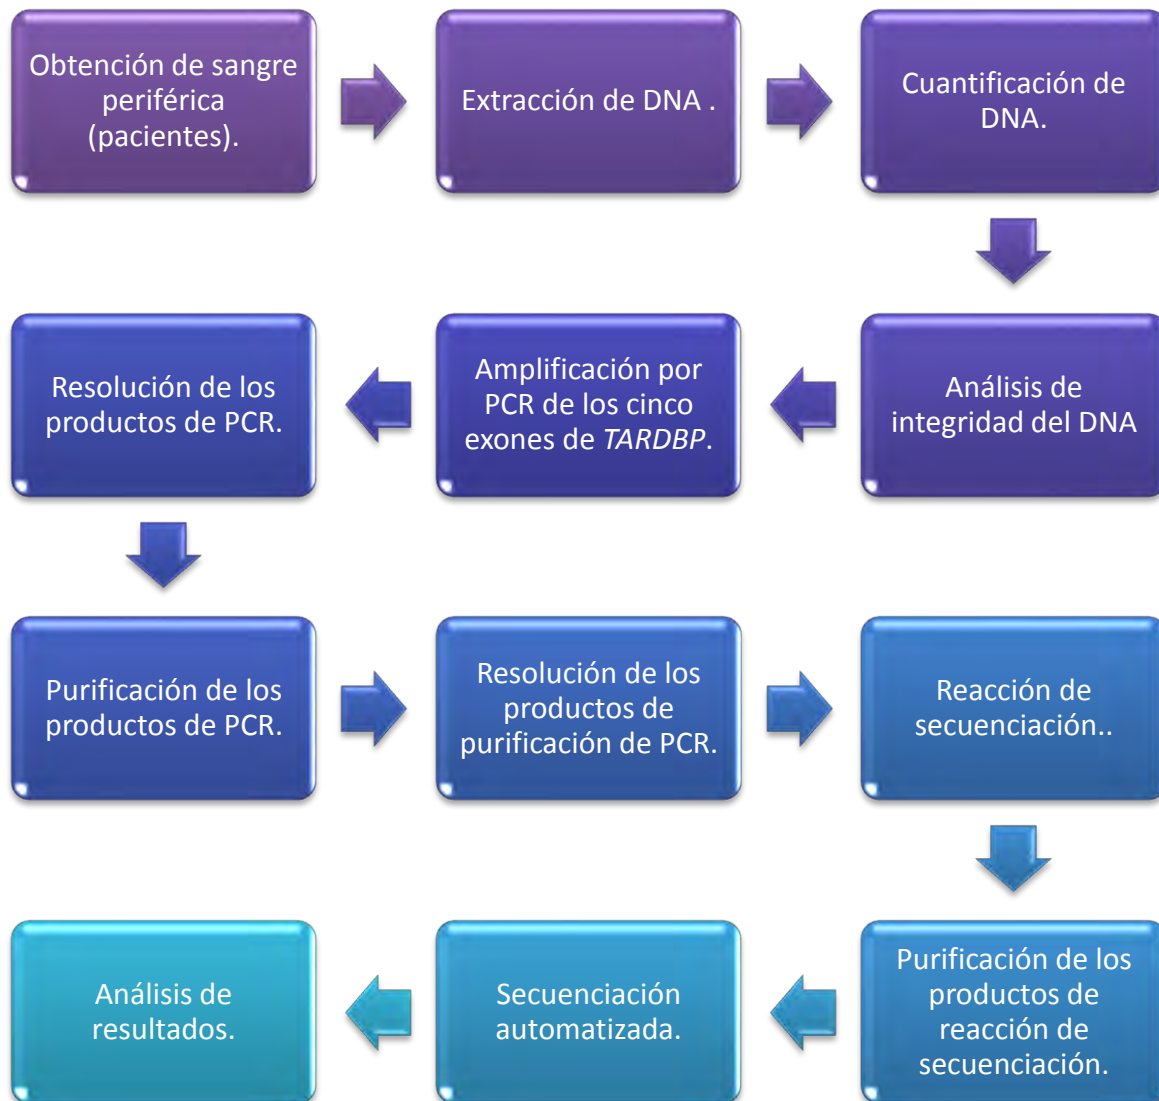 Obtención de sangre
periférica
(pacientes).
Extracción de DNA .
Cuantificación de
DNA.
Análisis de
integridad del DNA
Amplificación por
PCR de los cinco
exones de TARDBP.
Resolución de los
productos de PCR.
Purificación de los
productos de PCR.
Resolución de los
productos de
purificación de PCR.
Reacción de
secuenciación..
Purificación de los
productos de
reacción de
secuenciación.
Secuenciación
automatizada.
Análisis de
resultados.